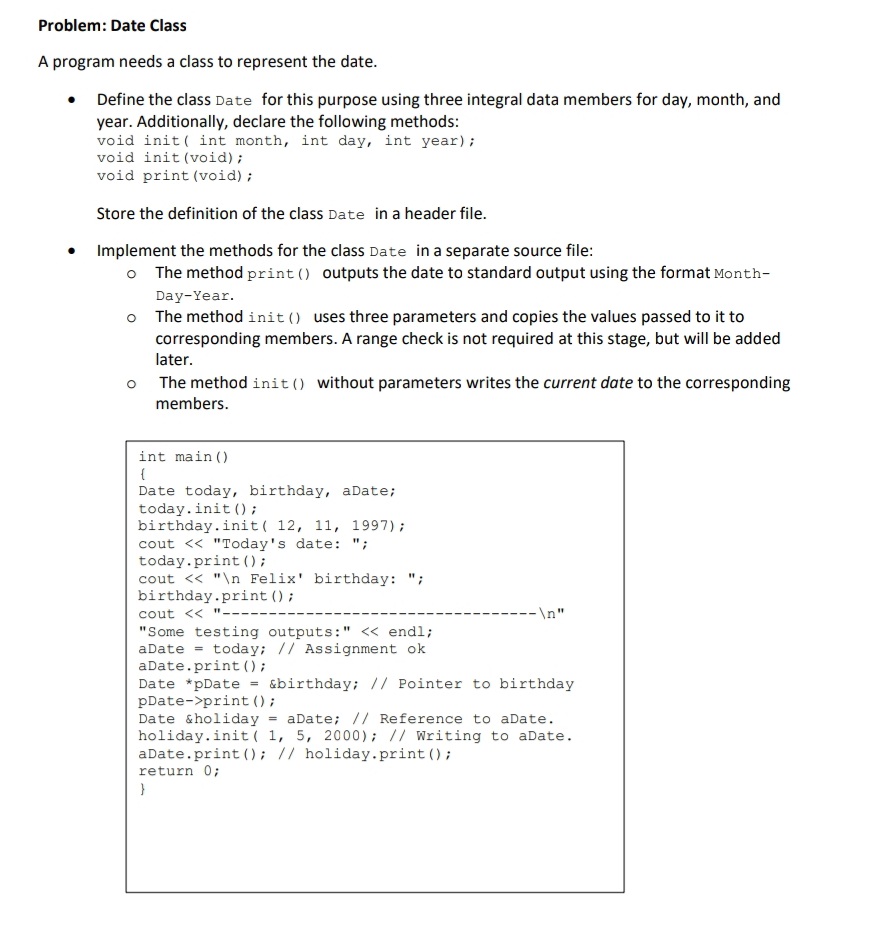 Problem: Date Class
A program needs a class to represent the date.
• Define the class Date for this purpose using three integral data members for day, month, and
year. Additionally, declare the following methods:
void init( int month, int day, int year);
void init(void);
void print(void);
Store the definition of the class Date in a header file.
• Implement the methods for the class Date in a separate source file:
o The method print() outputs the date to standard output using the format Month-
Day-Year.
o The method init() uses three parameters and copies the values passed to it to
corresponding members. A range check is not required at this stage, but will be added
later.
o The method init() without parameters writes the current date to the corresponding
members.
int main()
{
Date today, birthday, aDate;
today.init();
birthday.init( 12, 11, 1997);
cout << "Today's date: ";
today.print();
cout << "\n Felix' birthday: ";
birthday.print();
cout << "----------------------------------\n"
"Some testing outputs:" << endl;
aDate = today; // Assignment ok
aDate.print();
Date *pDate = &birthday; // Pointer to birthday
pDate->print();
Date &holiday = aDate; // Reference to aDate.
holiday.init( 1, 5, 2000); // Writing to aDate.
aDate.print(); // holiday.print();
return 0;
}